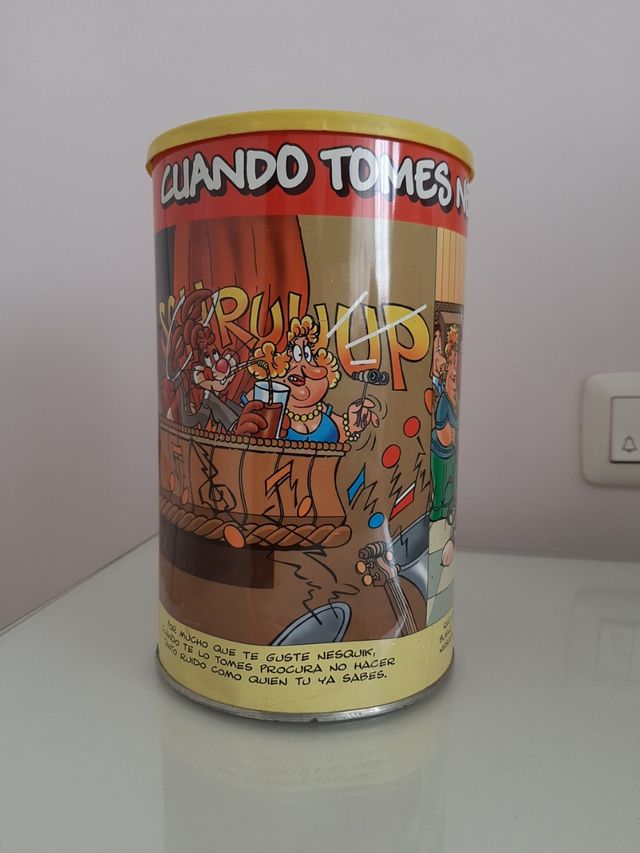 CUANDO TOMES
SCHRUUUP
POR MUCHO QUE TE GUSTE NESQUIK,
CUANDO TE LO TOMES PROCURA NO HACER
TANTO RUIDO COMO QUIEN TU YA SABES.